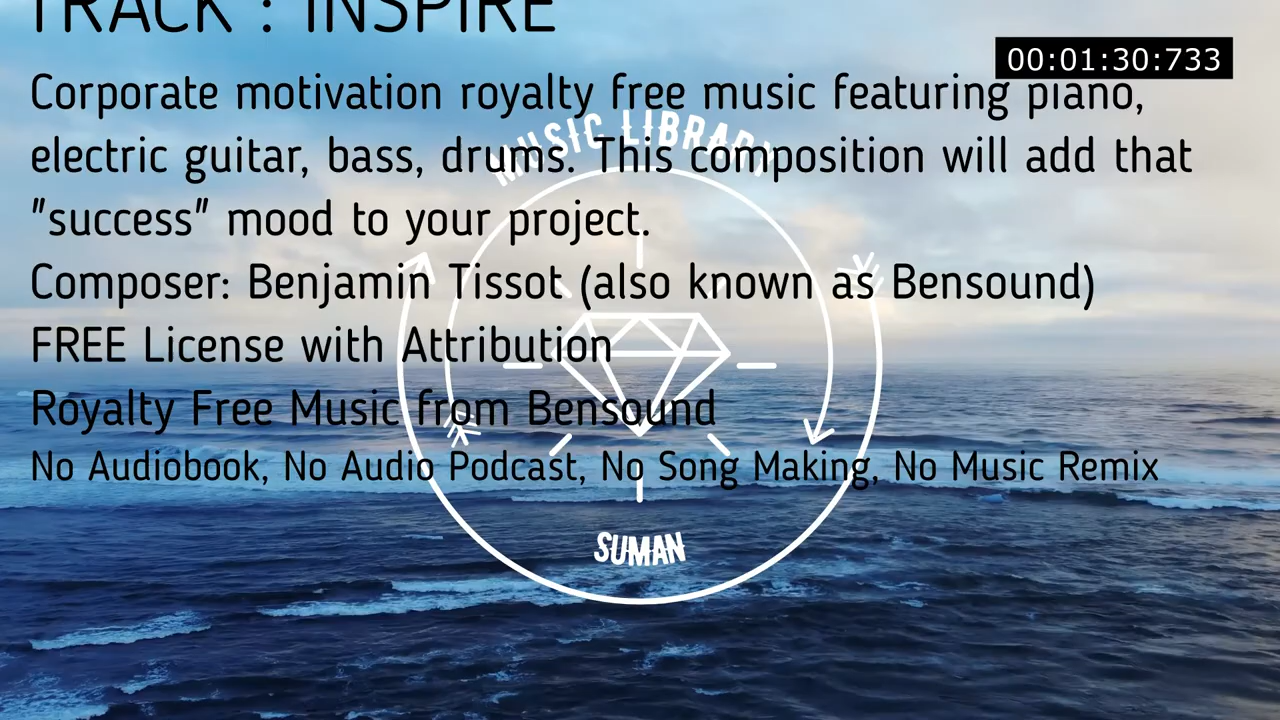 TRACK : INSPIRE
00:01:30:733
Corporate motivation royalty free music featuring piano,
electric guitar, bass, drums. This composition will add that
"success" mood to your project.
Composer: Benjamin Tissot (also known as Bensound)
FREE License with Attribution
Royalty Free Music from Bensound
No Audiobook, No Audio Podcast, No Song Making, No Music Remix
MUSIC LIBRARY
SUMAN